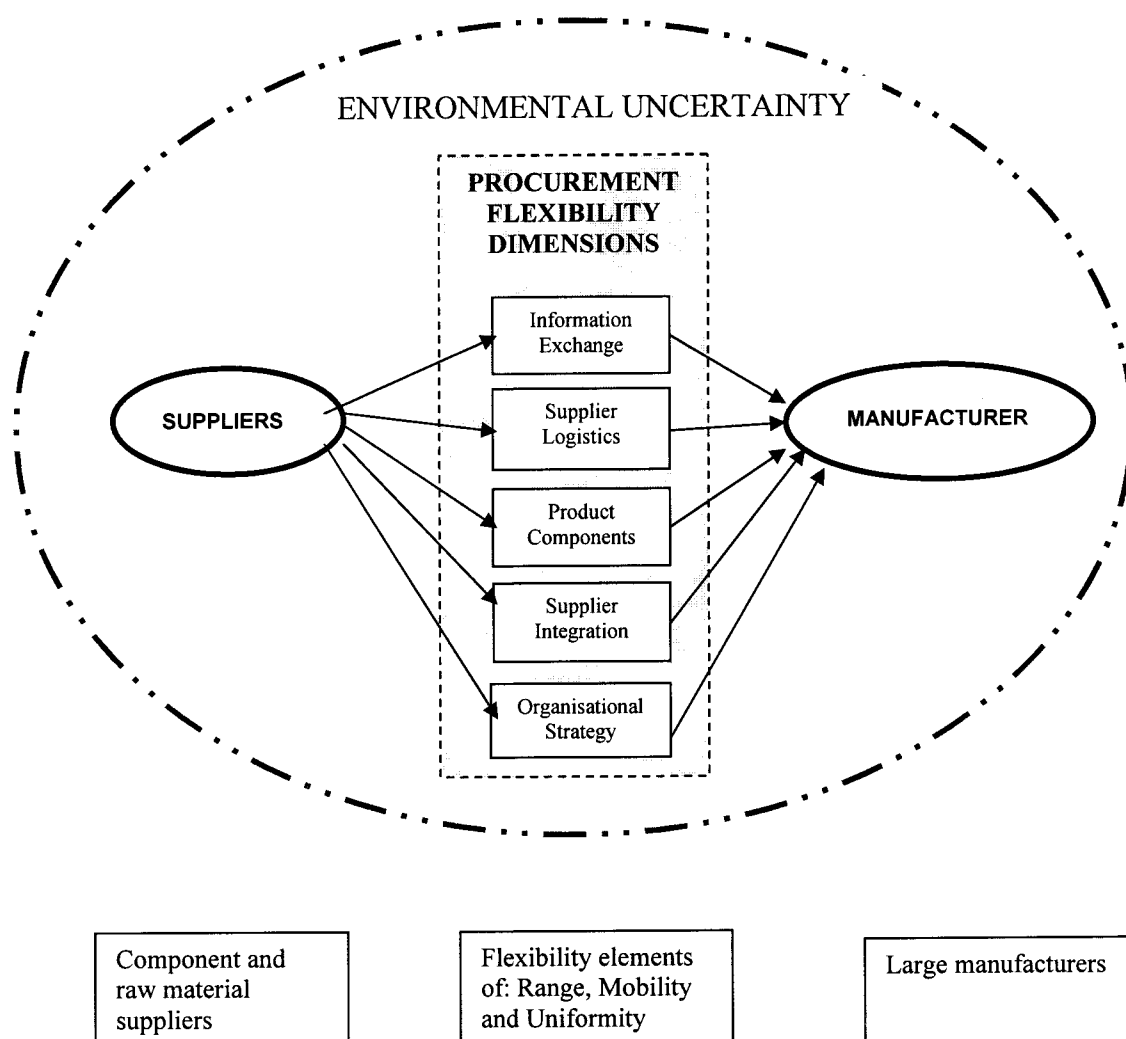 ENVIRONMENTAL UNCERTAINTY
PROCUREMENT
FLEXIBILITY
DIMENSIONS
Information
Exchange
SUPPLIERS
Supplier
Logistics
MANUFACTURER
Product
Components
Supplier
Integration
Organisational
Strategy
Component and
raw material
suppliers
Flexibility elements
of: Range, Mobility
and Uniformity
Large manufacturers